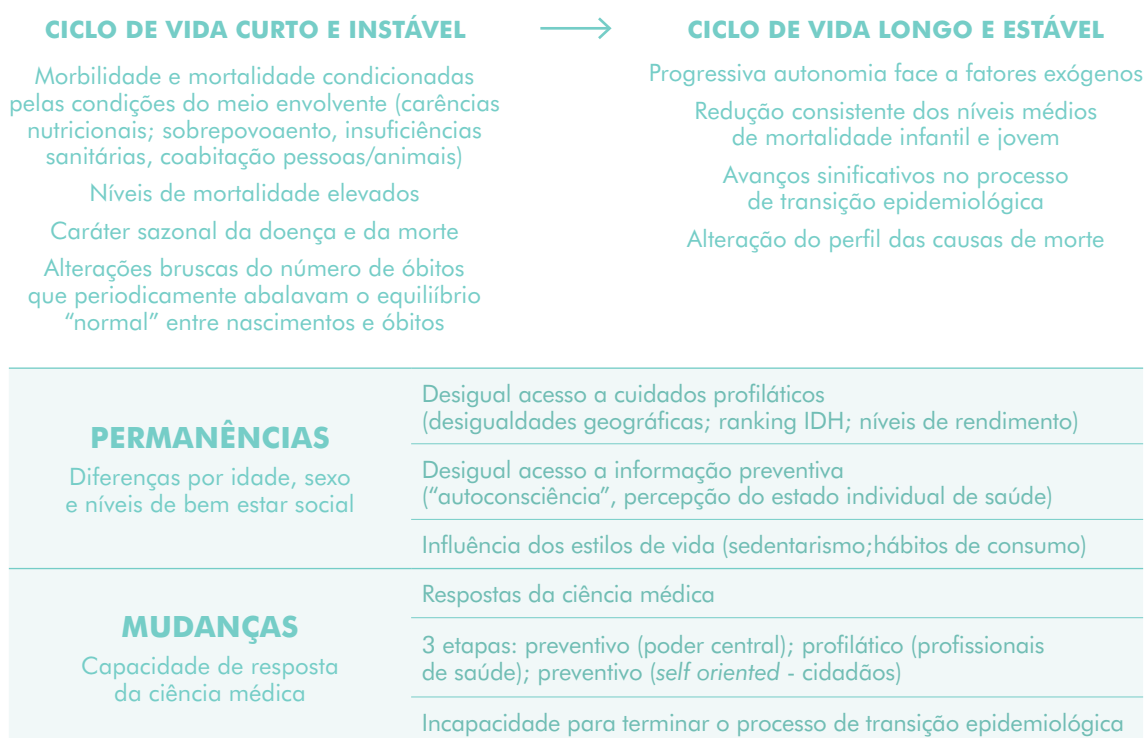 CICLO DE VIDA CURTO E INSTÁVEL
Morbilidade e mortalidade condicionadas
pelas condições do meio envolvente (carências
nutricionais; sobrepovoaento, insuficiências
sanitárias, coabitação pessoas/animais)
Níveis de mortalidade elevados
Caráter sazonal da doença e da morte
Alterações bruscas do número de óbitos
que periodicamente abalavam o equiliíbrio
“normal” entre nascimentos e óbitos
CICLO DE VIDA LONGO E ESTÁVEL
Progressiva autonomia face a fatores exógenos
Redução consistente dos níveis médios
de mortalidade infantil e jovem
Avanços sinificativos no processo
de transição epidemiológica
Alteração do perfil das causas de morte
PERMANÊNCIAS
Diferenças por idade, sexo
e níveis de bem estar social
Desigual acesso a cuidados profiláticos
(desigualdades geográficas; ranking IDH; níveis de rendimento)
Desigual acesso a informação preventiva
(“autoconsciência”, percepção do estado individual de saúde)
Influência dos estilos de vida (sedentarismo;hábitos de consumo)
MUDANÇAS
Capacidade de resposta
da ciência médica
Respostas da ciência médica
3 etapas: preventivo (poder central); profilático (profissionais
de saúde); preventivo (self oriented - cidadãos)
Incapacidade para terminar o processo de transição epidemiológica